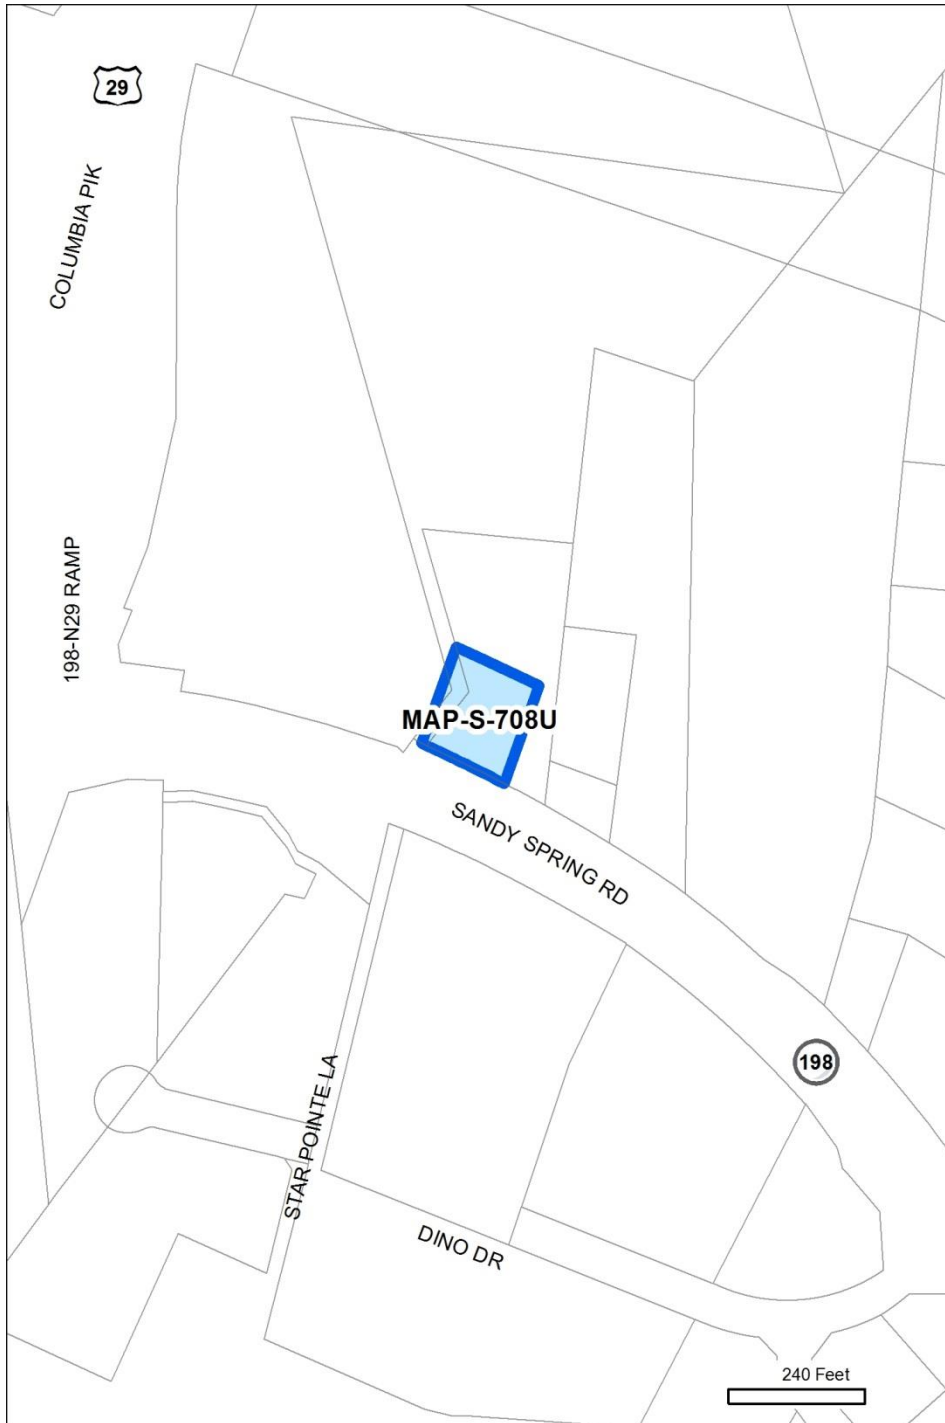 29
COLUMBIA PIK
198-N29 RAMP
MAP-S-708U
SANDY SPRING RD
198
STAR POINTE LA
DINO DR
240 Feet